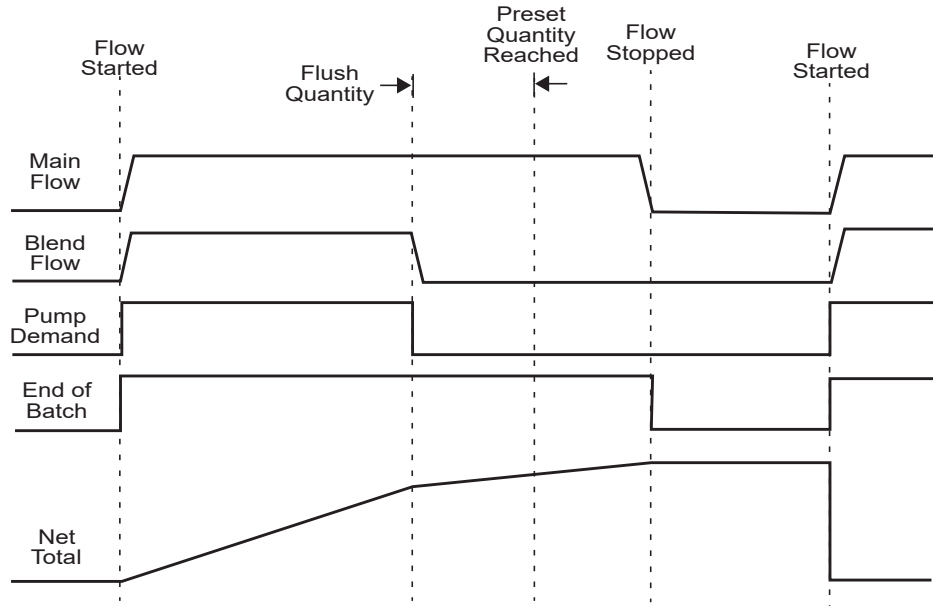 Flow
Started
Flush
Quantity
Preset
Quantity
Reached
Flow
Stopped
Flow
Started
Main
Flow
Blend
Flow
Pump
Demand
End of
Batch
Net
Total